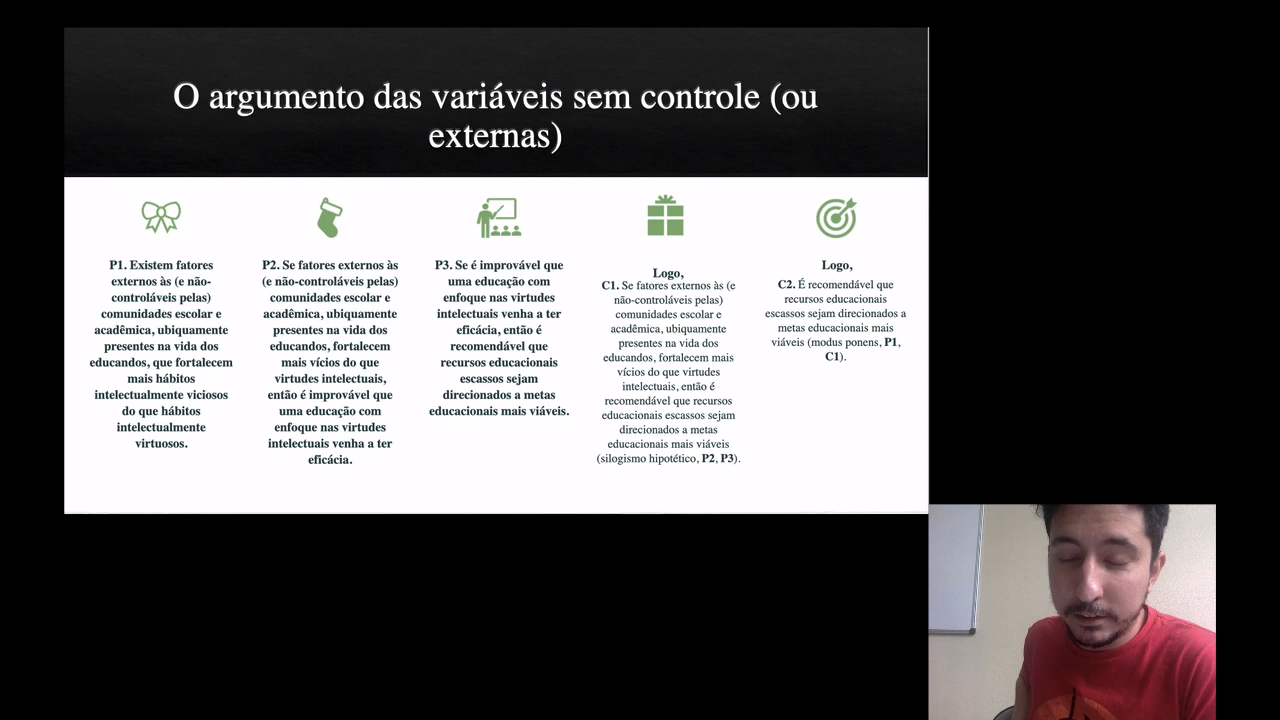 O argumento das variáveis sem controle (ou
externas)
P1. Existem fatores
externos às (e não-
controláveis pelas)
comunidades escolar e
acadêmica, ubiquamente
presentes na vida dos
educandos, que fortalecem
mais hábitos
intelectualmente viciosos
do que hábitos
intelectualmente
virtuosos.
P2. Se fatores externos às
(e não-controláveis pelas)
comunidades escolar e
acadêmica, ubiquamente
presentes na vida dos
educandos, fortalecem
mais vícios do que
virtudes intelectuais,
então é improvável que
uma educação com
enfoque nas virtudes
intelectuais venha a ter
eficácia.
P3. Se é improvável que
uma educação com
enfoque nas virtudes
intelectuais venha a ter
eficácia, então é
recomendável que
recursos educacionais
escassos sejam
direcionados a metas
educacionais mais viáveis.
Logo,
C1. Se fatores externos às (e
não-controláveis pelas)
comunidades escolar e
acadêmica, ubiquamente
presentes na vida dos
educandos, fortalecem mais
vícios do que virtudes
intelectuais, então é
recomendável que recursos
educacionais escassos sejam
direcionados a metas
educacionais mais viáveis
(silogismo hipotético, P2, P3).
Logo,
C2. É recomendável que
recursos educacionais
escassos sejam direcionados a
metas educacionais mais
viáveis (modus ponens, P1,
C1).